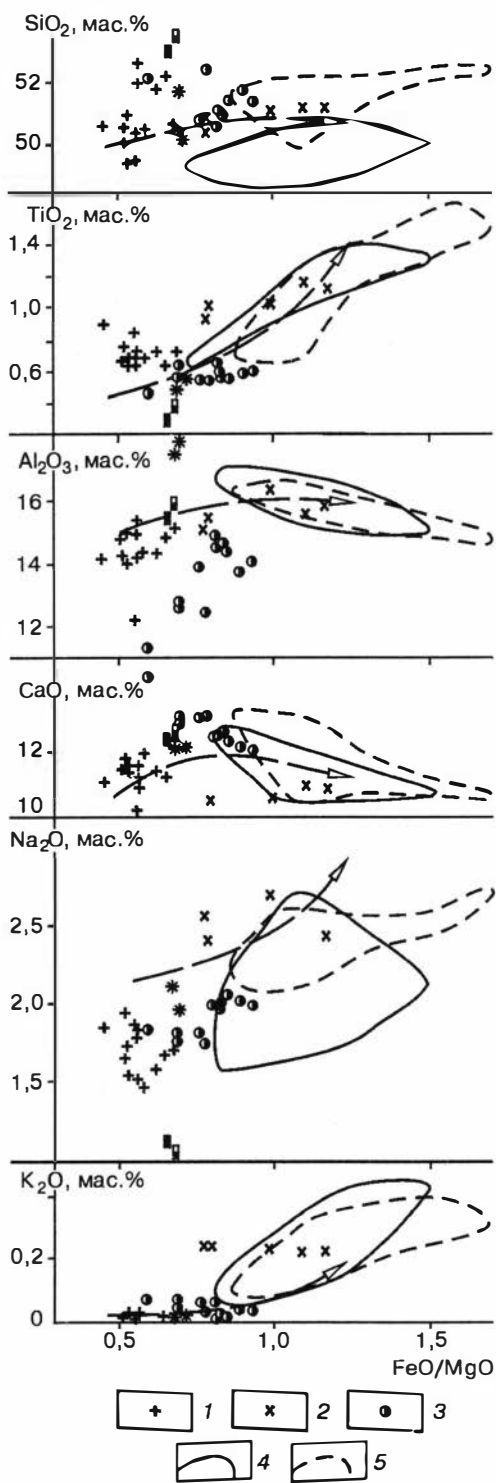 SiO₂, мас.%
52
50
TiO₂, мас.%
1,4
1,0
0,6
Al₂O₃, мас.%
16
14
12
CaO, мас.%
12
10
Na₂O, мас.%
2,5
2,0
1,5
K₂O, мас.%
0,2
0,2
0
0,5 1,0 1,5
FeO/MgO
1 2 3
4 5